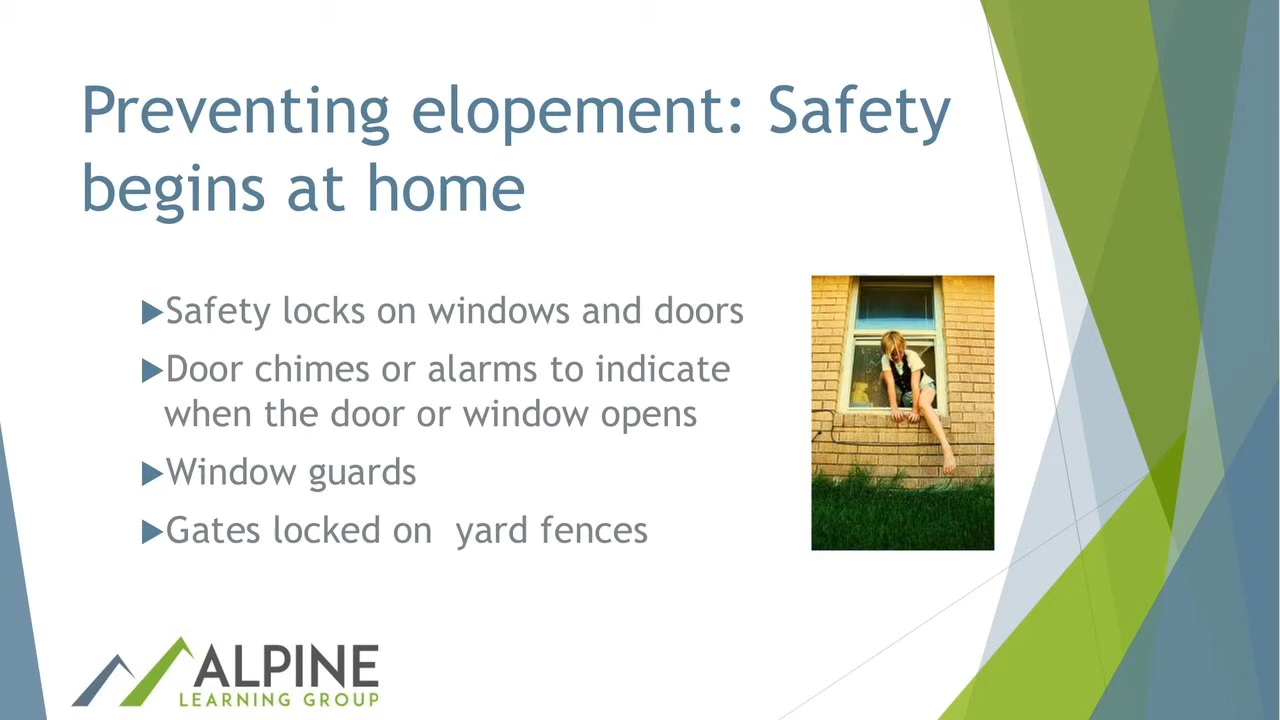 Preventing elopement: Safety
begins at home
▶Safety locks on windows and doors
▶Door chimes or alarms to indicate
when the door or window opens
▶Window guards
▶Gates locked on  yard fences
ALPINE
LEARNING GROUP